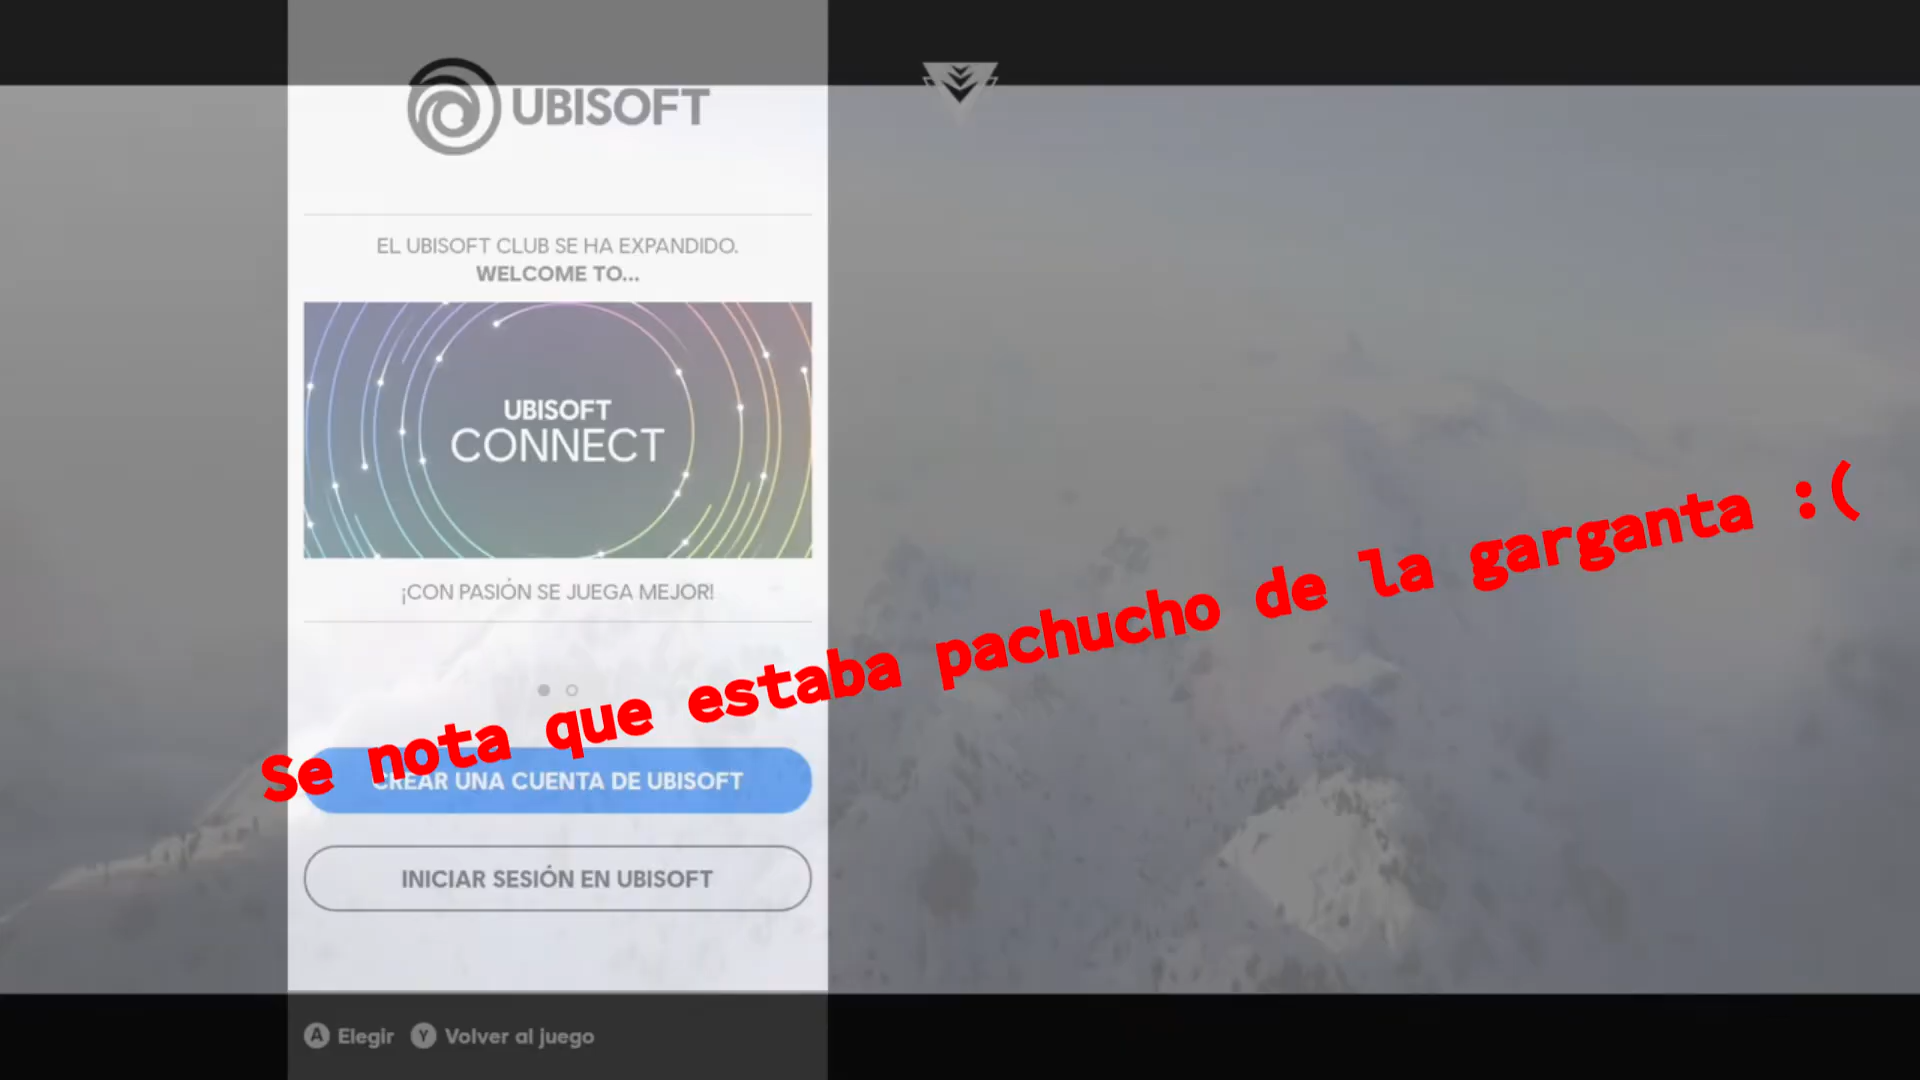 UBISOFT
EL UBISOFT CLUB SE HA EXPANDIDO.
WELCOME TO...
UBISOFT
CONNECT
¡CON PASIÓN SE JUEGA MEJOR!
Se nota que estaba pachucho de la garganta :(
CREAR UNA CUENTA DE UBISOFT
INICIAR SESIÓN EN UBISOFT
A Elegir Y Volver al juego